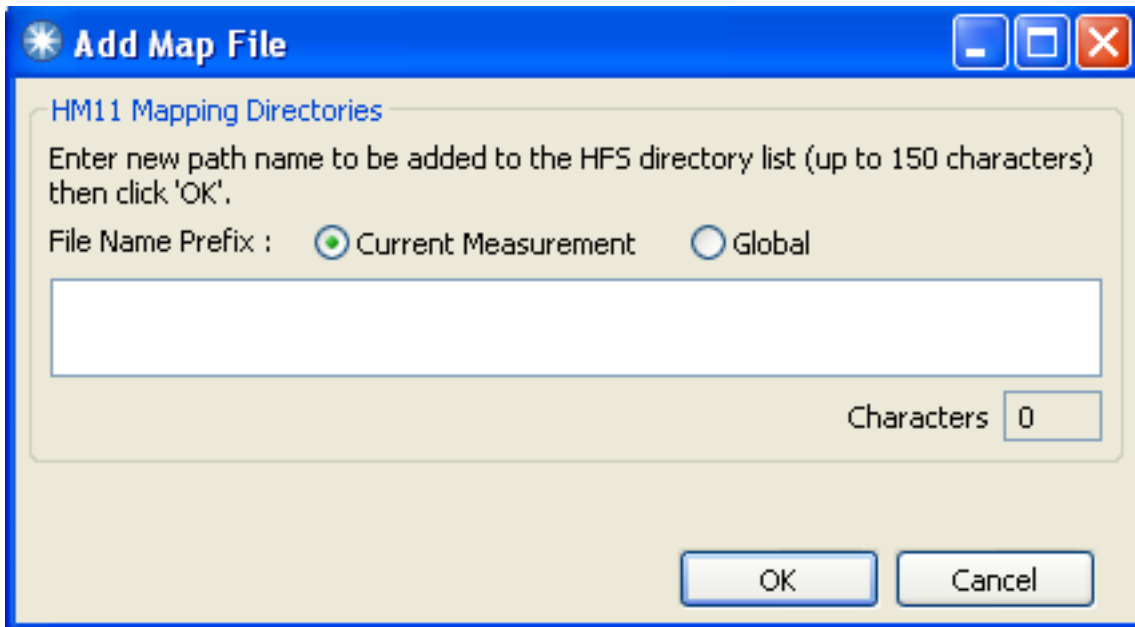 Add Map File
HM11 Mapping Directories
Enter new path name to be added to the HFS directory list (up to 150 characters)
then click 'OK'.
File Name Prefix : Current Measurement Global
Characters 0
OK Cancel